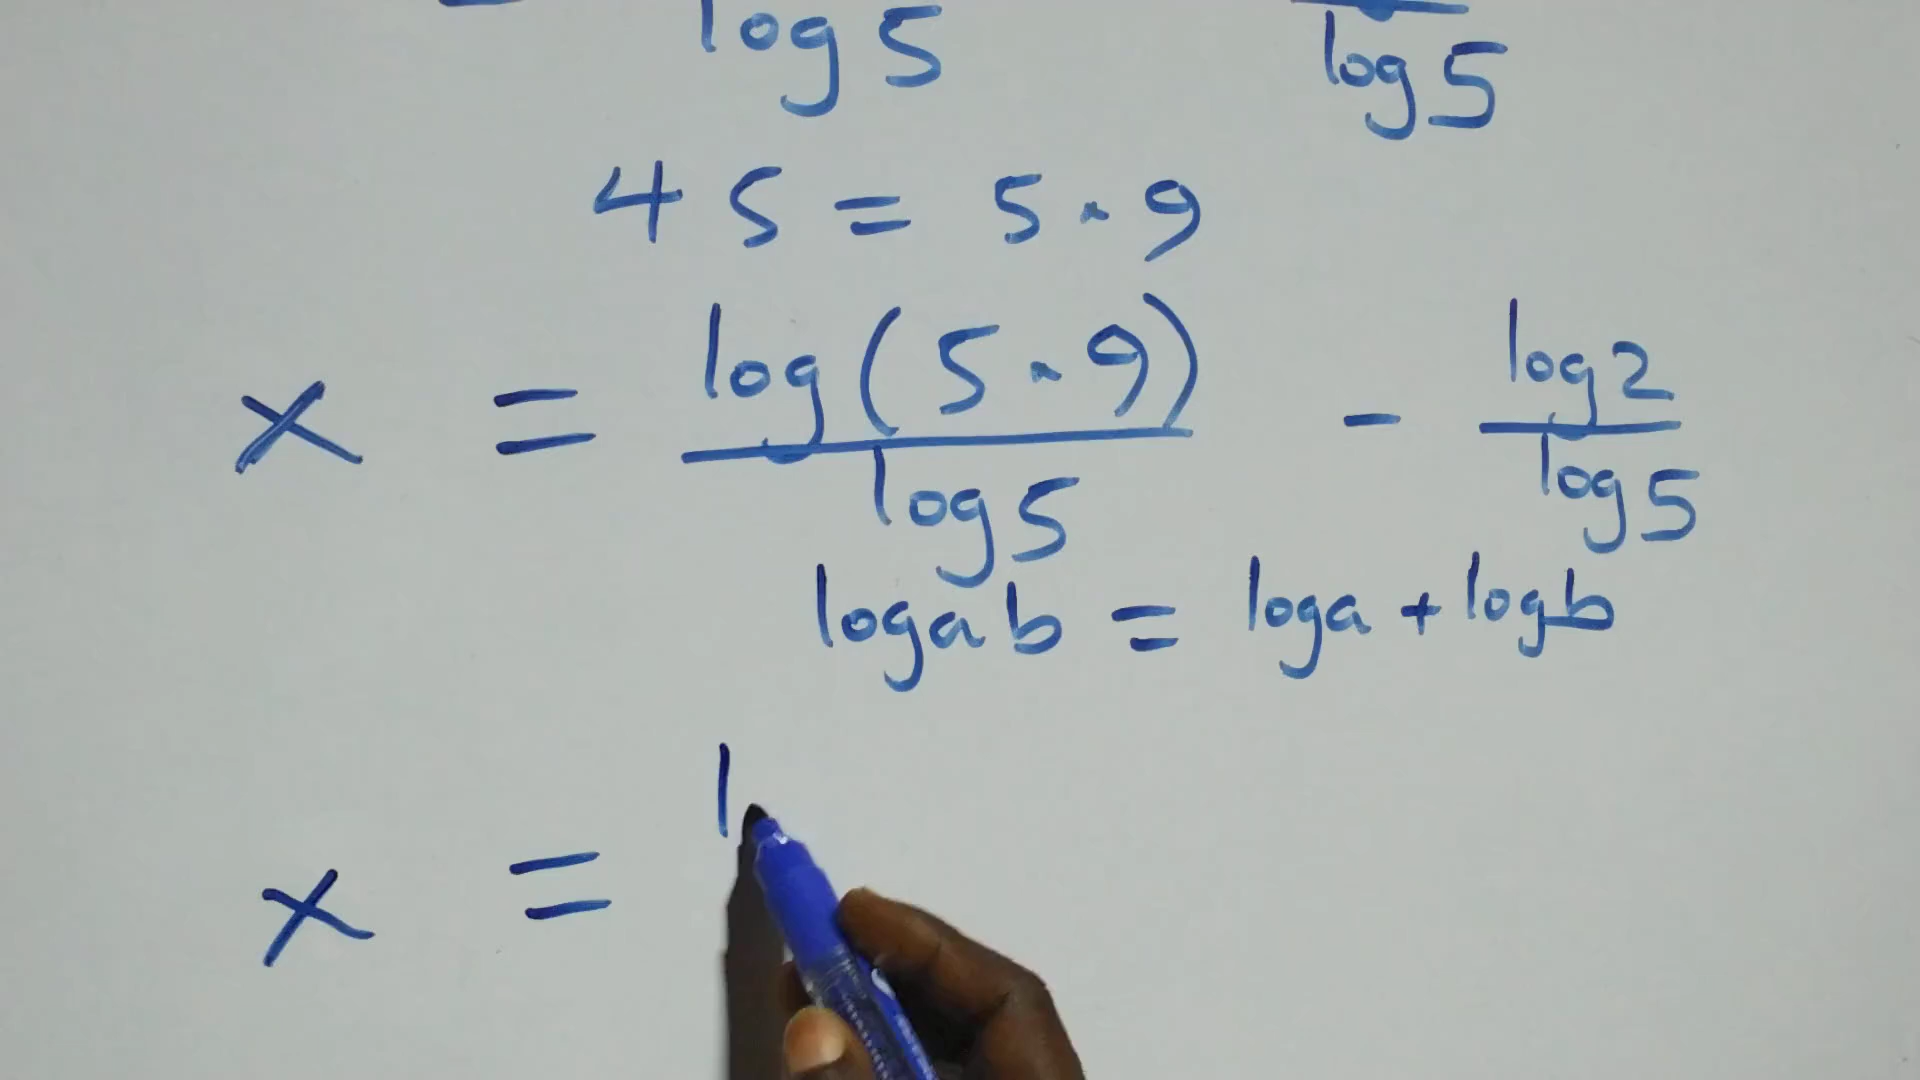 log 5 log 5
45 = 5 · 9
x = log(5 · 9) / log 5 - log 2 / log 5
log ab = log a + log b
x = l